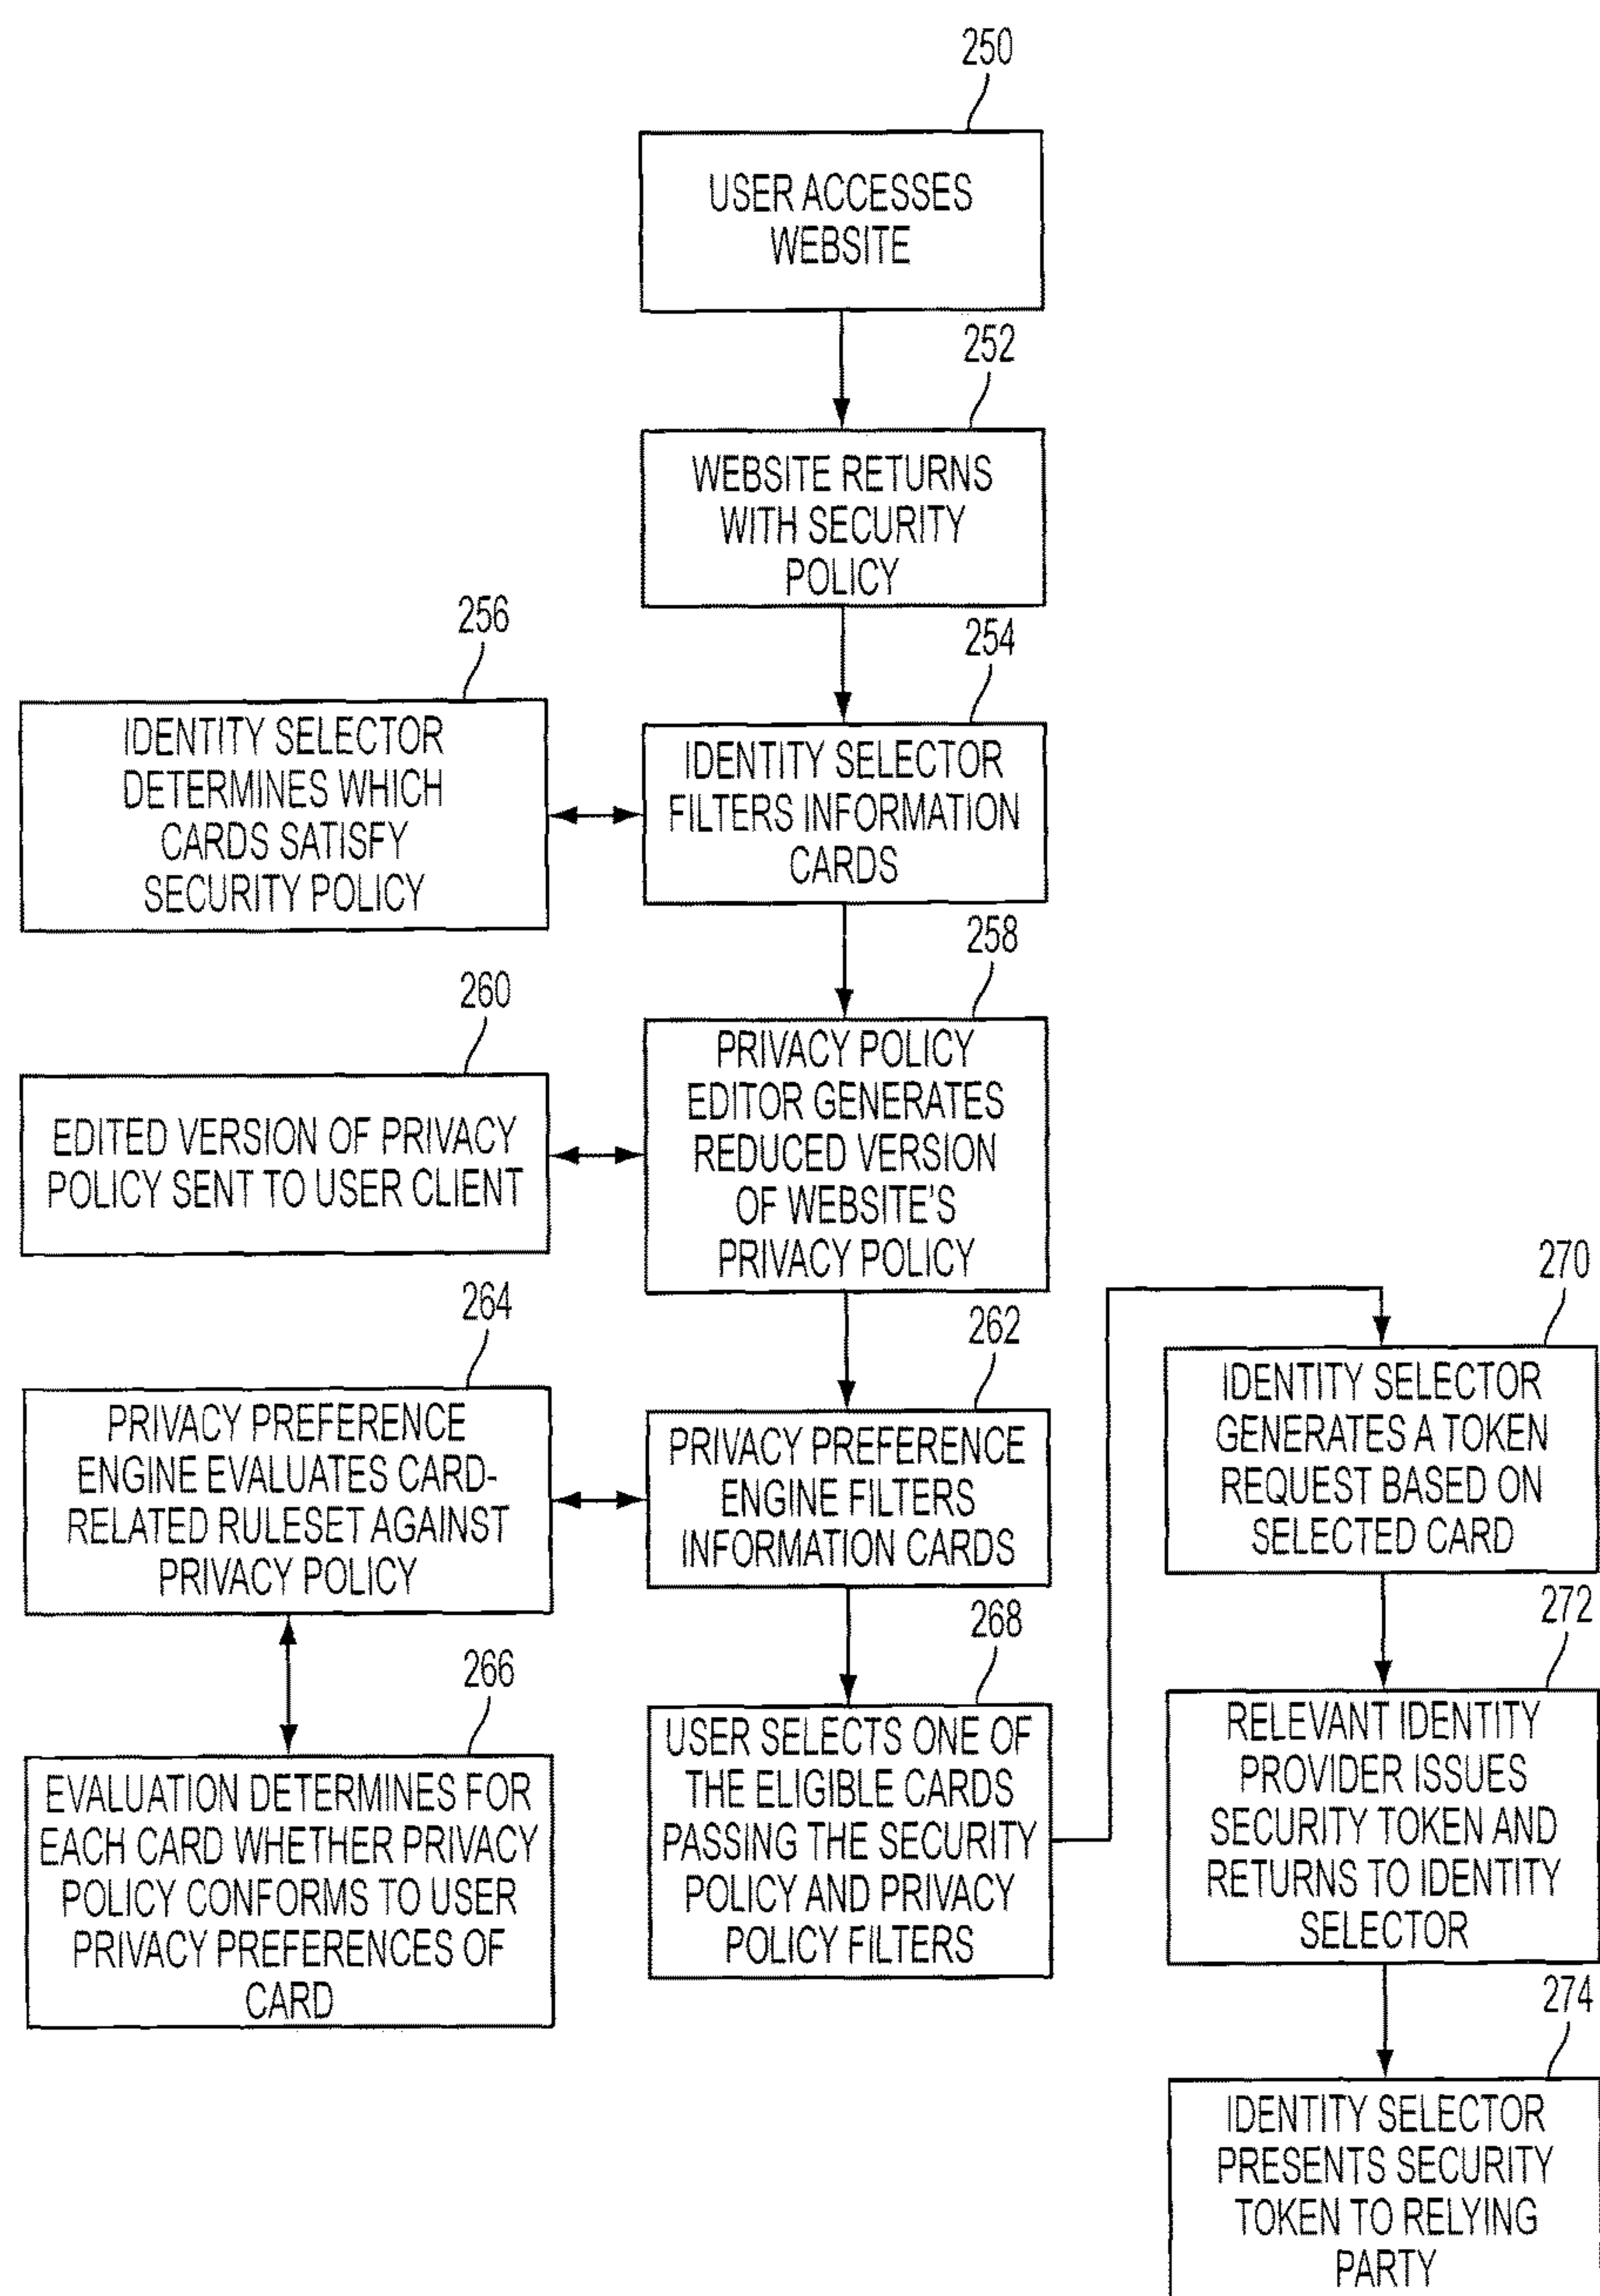 250
USER ACCESSES
WEBSITE
252
WEBSITE RETURNS
WITH SECURITY
POLICY
254
IDENTITY SELECTOR
FILTERS INFORMATION
CARDS
256
IDENTITY SELECTOR
DETERMINES WHICH
CARDS SATISFY
SECURITY POLICY
258
PRIVACY POLICY
EDITOR GENERATES
REDUCED VERSION
OF WEBSITE'S
PRIVACY POLICY
260
EDITED VERSION OF PRIVACY
POLICY SENT TO USER CLIENT
262
PRIVACY PREFERENCE
ENGINE FILTERS
INFORMATION CARDS
264
PRIVACY PREFERENCE
ENGINE EVALUATES CARD-
RELATED RULESET AGAINST
PRIVACY POLICY
266
EVALUATION DETERMINES FOR
EACH CARD WHETHER PRIVACY
POLICY CONFORMS TO USER
PRIVACY PREFERENCES OF
CARD
268
USER SELECTS ONE OF
THE ELIGIBLE CARDS
PASSING THE SECURITY
POLICY AND PRIVACY
POLICY FILTERS
270
IDENTITY SELECTOR
GENERATES A TOKEN
REQUEST BASED ON
SELECTED CARD
272
RELEVANT IDENTITY
PROVIDER ISSUES
SECURITY TOKEN AND
RETURNS TO IDENTITY
SELECTOR
274
IDENTITY SELECTOR
PRESENTS SECURITY
TOKEN TO RELYING
PARTY